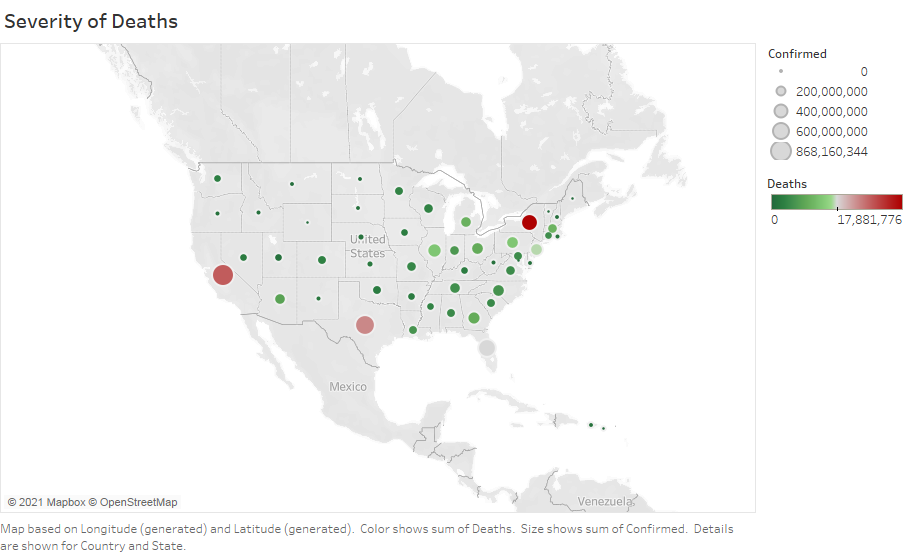 Severity of Deaths
Confirmed
0
200,000,000
400,000,000
600,000,000
868,160,344
Deaths
0 17,881,776
United
States
Mexico
Venezuela
© 2021 Mapbox © OpenStreetMap
Map based on Longitude (generated) and Latitude (generated). Color shows sum of Deaths. Size shows sum of Confirmed. Details
are shown for Country and State.